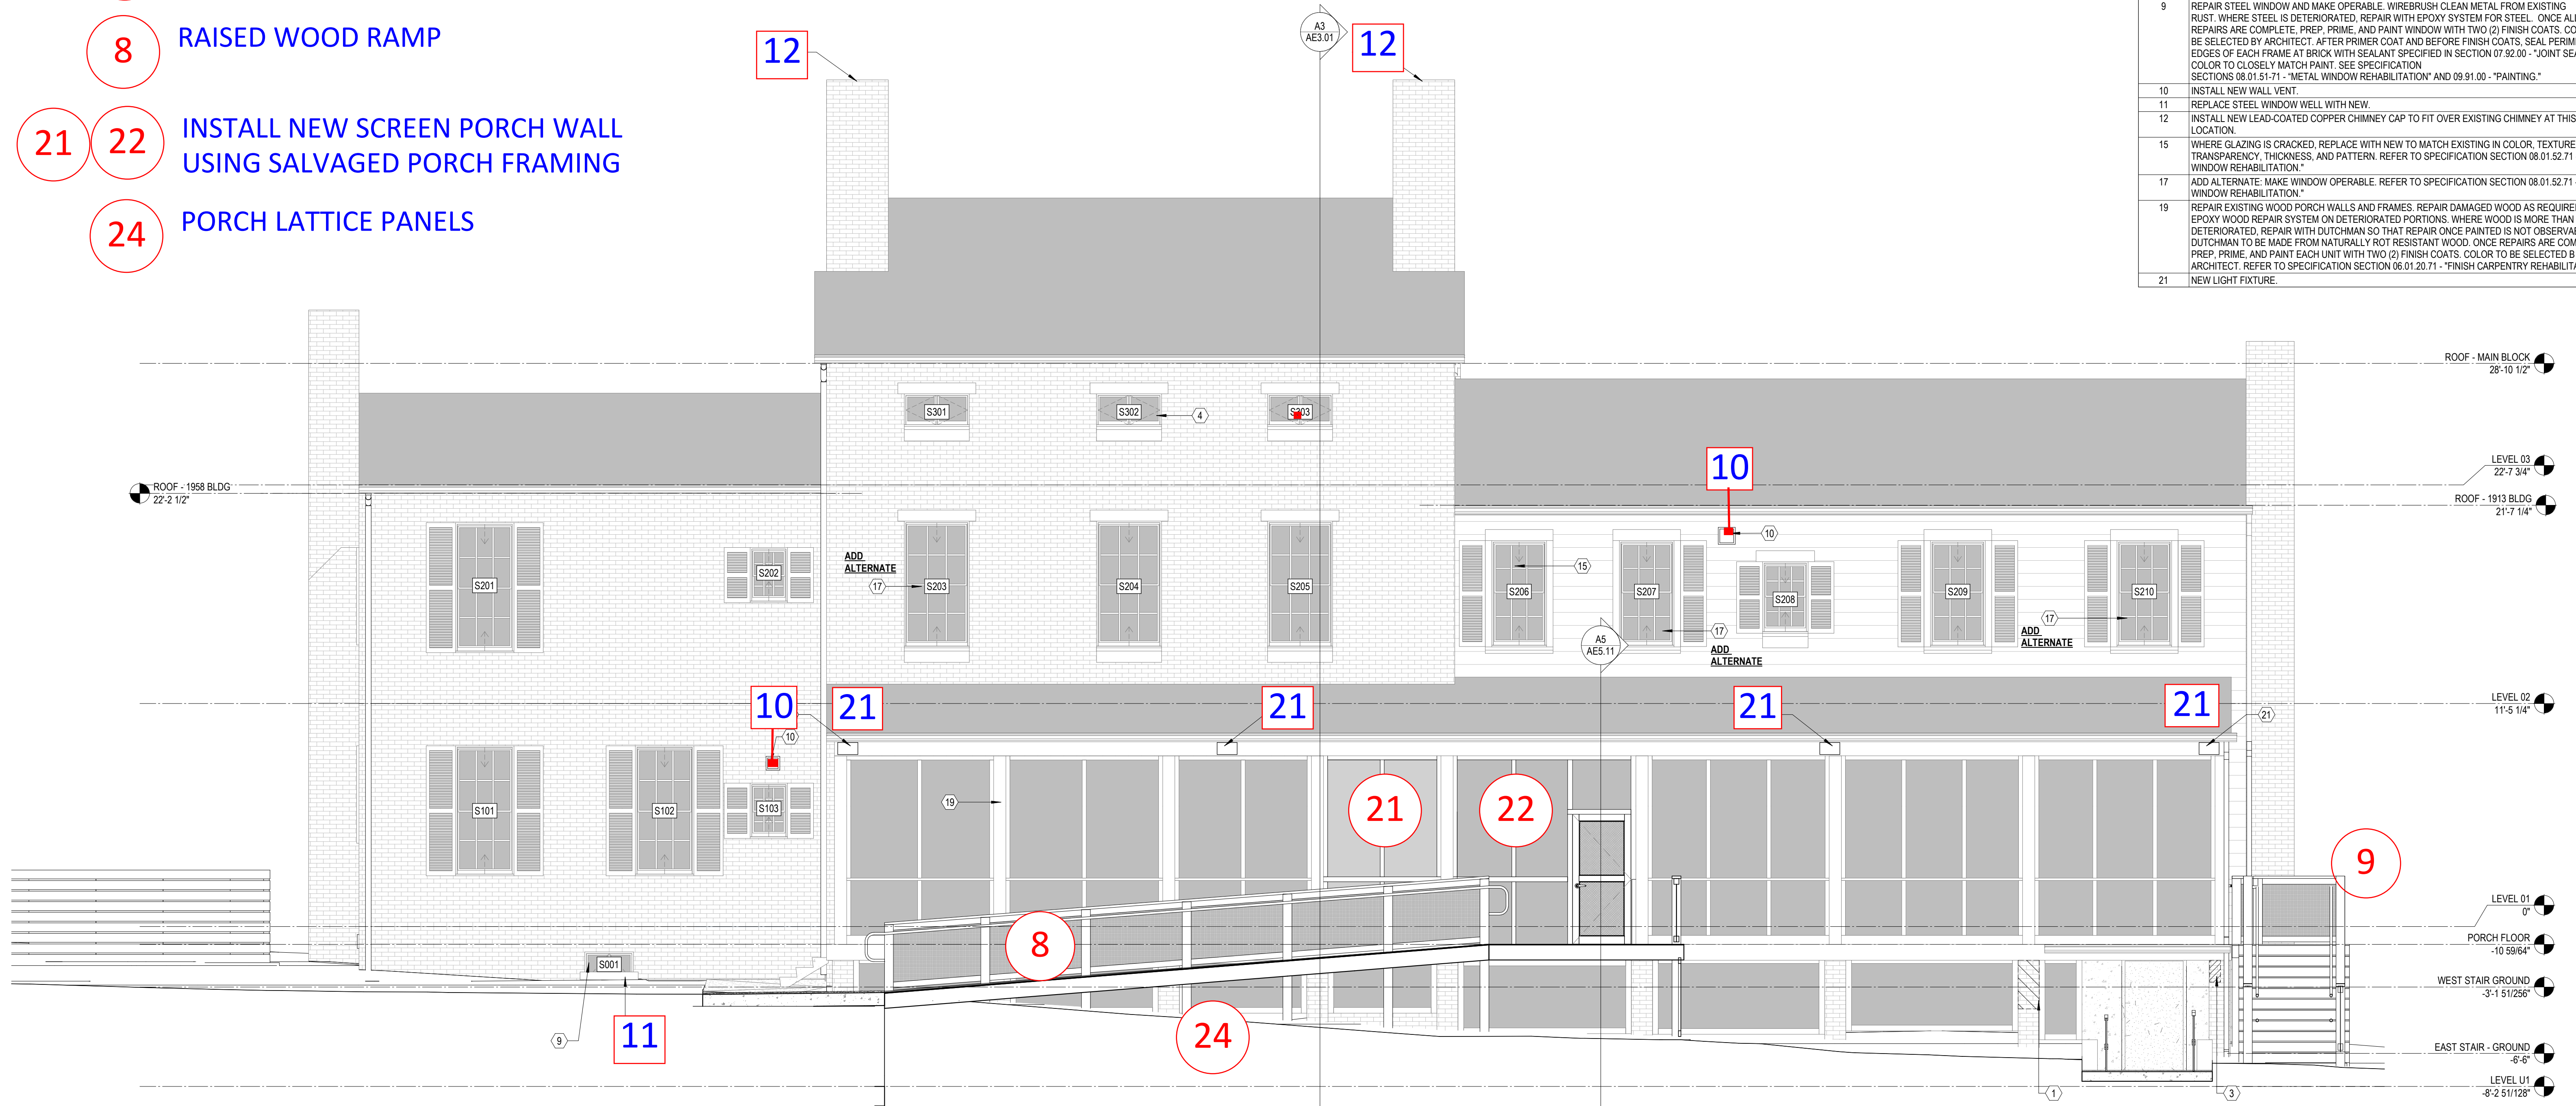 8
RAISED WOOD RAMP
21
22
INSTALL NEW SCREEN PORCH WALL
USING SALVAGED PORCH FRAMING
24
PORCH LATTICE PANELS
9 REPAIR STEEL WINDOW AND MAKE OPERABLE. WIREBRUSH CLEAN METAL FROM EXISTING
RUST. WHERE STEEL IS DETERIORATED, REPAIR WITH EPOXY SYSTEM FOR STEEL. ONCE
REPAIRS ARE COMPLETE, PREP, PRIME, AND PAINT WINDOW WITH TWO (2) FINISH COATS.
BE SELECTED BY ARCHITECT. AFTER PRIMER COAT AND BEFORE FINISH COATS, SEAL
EDGES OF EACH FRAME AT BRICK WITH SEALANT SPECIFIED IN SECTION 07.92.00 - "JOINT
COLOR TO CLOSELY MATCH PAINT. SEE SPECIFICATION
SECTIONS 08.01.51-71 - "METAL WINDOW REHABILITATION" AND 09.91.00 - "PAINTING."
10 INSTALL NEW WALL VENT.
11 REPLACE STEEL WINDOW WELL WITH NEW.
12 INSTALL NEW LEAD-COATED COPPER CHIMNEY CAP TO FIT OVER EXISTING CHIMNEY AT THIS
LOCATION.
15 WHERE GLAZING IS CRACKED, REPLACE WITH NEW TO MATCH EXISTING IN COLOR, TEXTURE
TRANSPARENCY, THICKNESS, AND PATTERN. REFER TO SPECIFICATION SECTION 08.01.52.71
WINDOW REHABILITATION."
17 ADD ALTERNATE: MAKE WINDOW OPERABLE. REFER TO SPECIFICATION SECTION 08.01.52.71 -
WINDOW REHABILITATION."
19 REPAIR EXISTING WOOD PORCH WALLS AND FRAMES. REPAIR DAMAGED WOOD AS
EPOXY WOOD REPAIR SYSTEM ON DETERIORATED PORTIONS. WHERE WOOD IS MORE THAN
DETERIORATED, REPAIR WITH DUTCHMAN SO THAT REPAIR ONCE PAINTED IS NOT
DUTCHMAN TO BE MADE FROM NATURALLY ROT RESISTANT WOOD. ONCE REPAIRS ARE
PREP, PRIME, AND PAINT EACH UNIT WITH TWO (2) FINISH COATS. COLOR TO BE SELECTED
ARCHITECT. REFER TO SPECIFICATION SECTION 06.01.20.71 - "FINISH CARPENTRY
21 NEW LIGHT FIXTURE.
12
A3
AE3.01
12
ROOF - MAIN BLOCK
28'-10 1/2"
S301
S302
4
S303
LEVEL 03
22'-7 3/4"
ROOF - 1958 BLDG
22'-2 1/2"
10
ROOF - 1913 BLDG
21'-7 1/4"
10
S201
S202
ADD
ALTERNATE
17
S203
S204
S205
15
S206
S207
S208
S209
S210
17
ADD
ALTERNATE
17
ADD
ALTERNATE
A5
AE5.11
10
21
21
21
21
21
LEVEL 02
11'-5 1/4"
10
S101
S102
S103
19
21
22
9
8
LEVEL 01
0"
PORCH FLOOR
-10 59/64"
S001
WEST STAIR GROUND
-3'-1 51/256"
9
11
24
EAST STAIR - GROUND
-6'-6"
LEVEL U1
-8'-2 51/128"
1
3